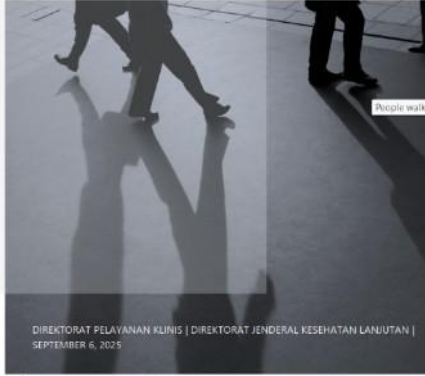 People walk
DIREKTORAT PELAYANAN KLINIS | DIREKTORAT JENDERAL KESEHATAN LANJUTAN |
SEPTEMBER 6, 2025